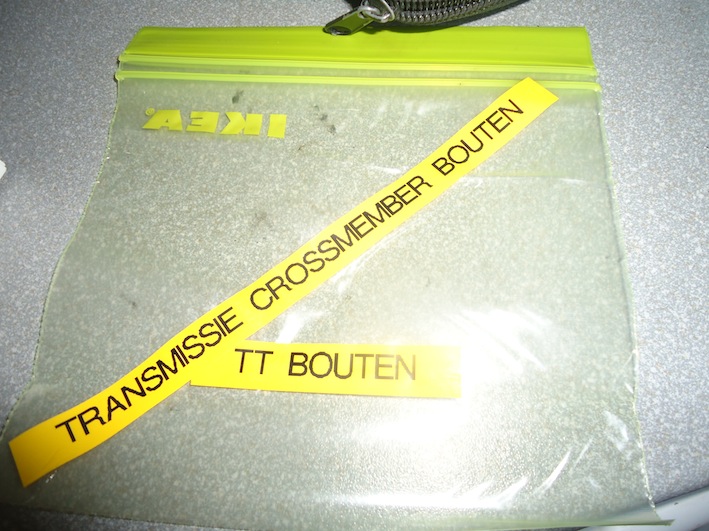 IKEA
TRANSMISSIE CROSSMEMBER BOUTEN
TT BOUTEN